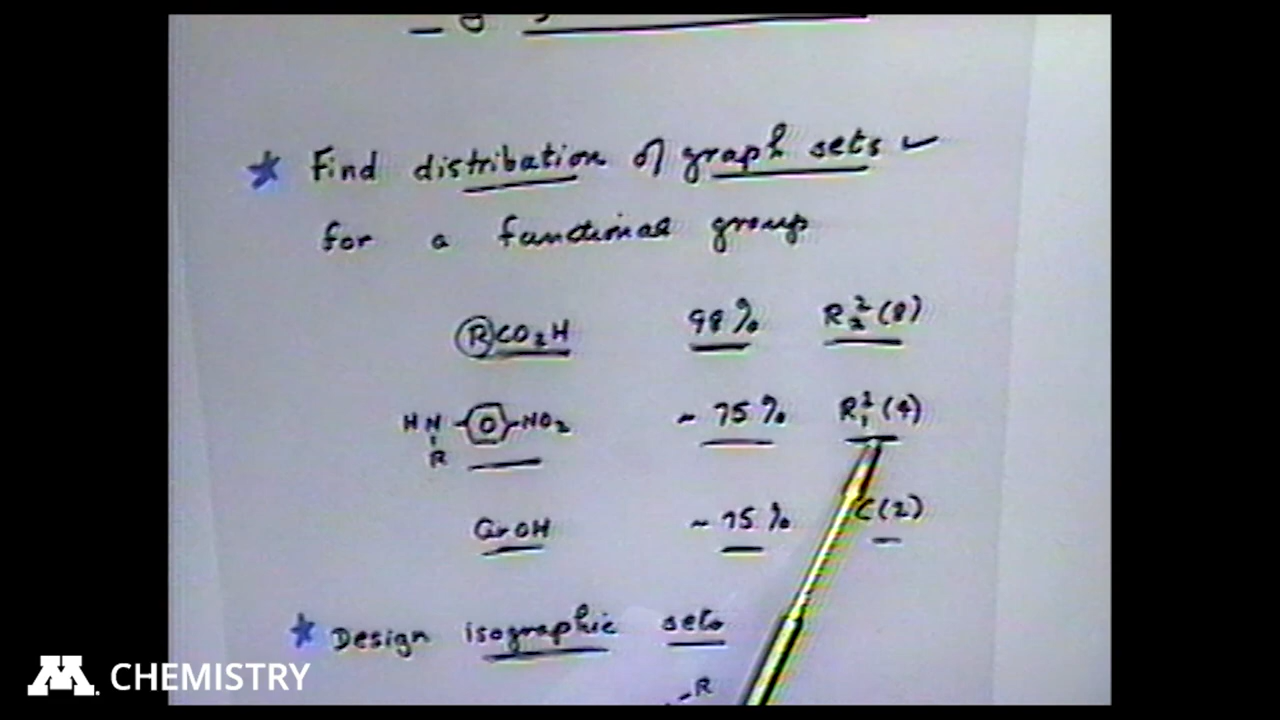 ★ Find distribution of graph sets ✓
for a functional group
RCO₂H 98% R₂²(8)
HN-⌬-NO₂ ~ 75% R₁²(4)
R
ArOH ~ 75% C(2)
★ Design isographic sets
-R
M. CHEMISTRY